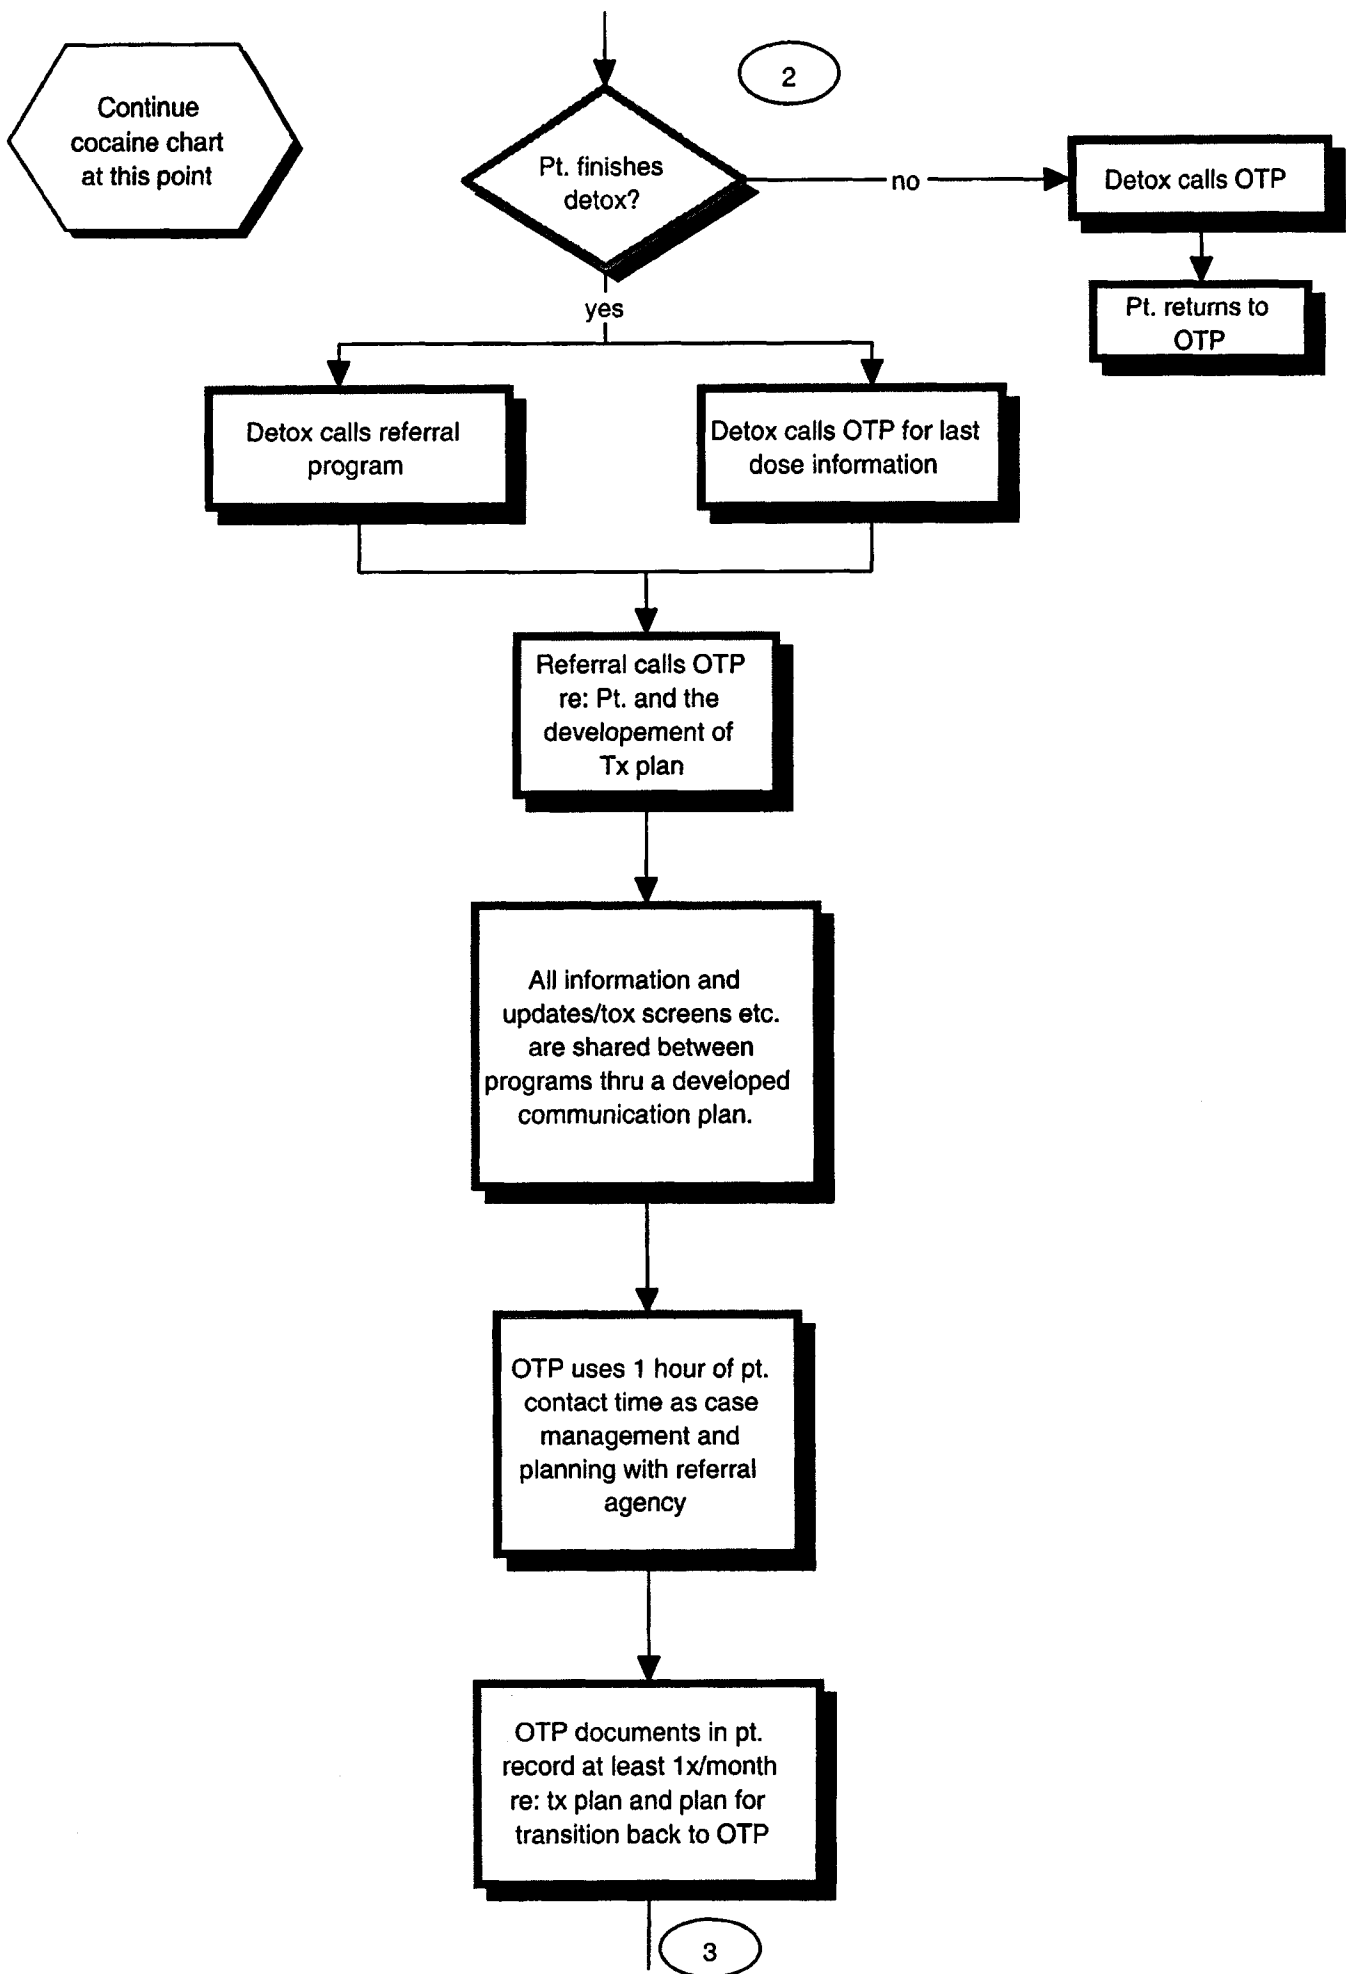 Continue
cocaine chart
at this point
2
Pt. finishes
detox?
no
Detox calls OTP
Pt. returns to
OTP
yes
Detox calls referral
program
Detox calls OTP for last
dose information
Referral calls OTP
re: Pt. and the
developement of
Tx plan
All information and
updates/tox screens etc.
are shared between
programs thru a developed
communication plan.
OTP uses 1 hour of pt.
contact time as case
management and
planning with referral
agency
OTP documents in pt.
record at least 1x/month
re: tx plan and plan for
transition back to OTP
3